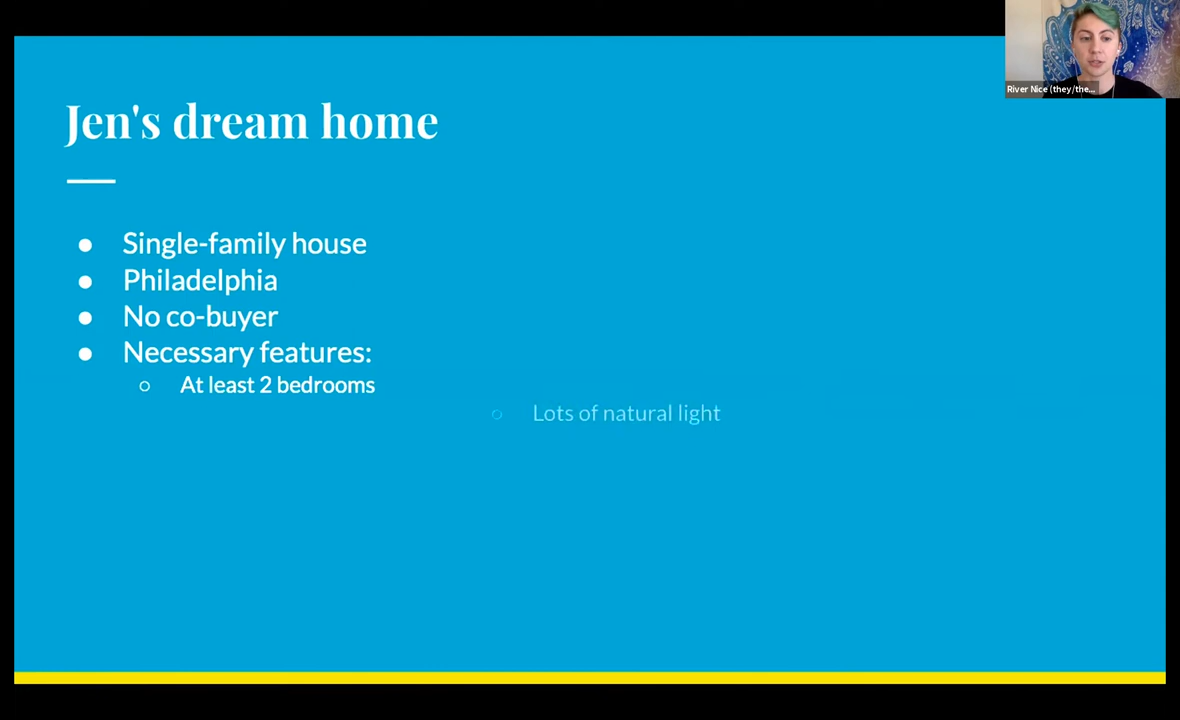 River Nice (they/the...
Jen's dream home
● Single-family house
● Philadelphia
● No co-buyer
● Necessary features:
○ At least 2 bedrooms
○ Lots of natural light